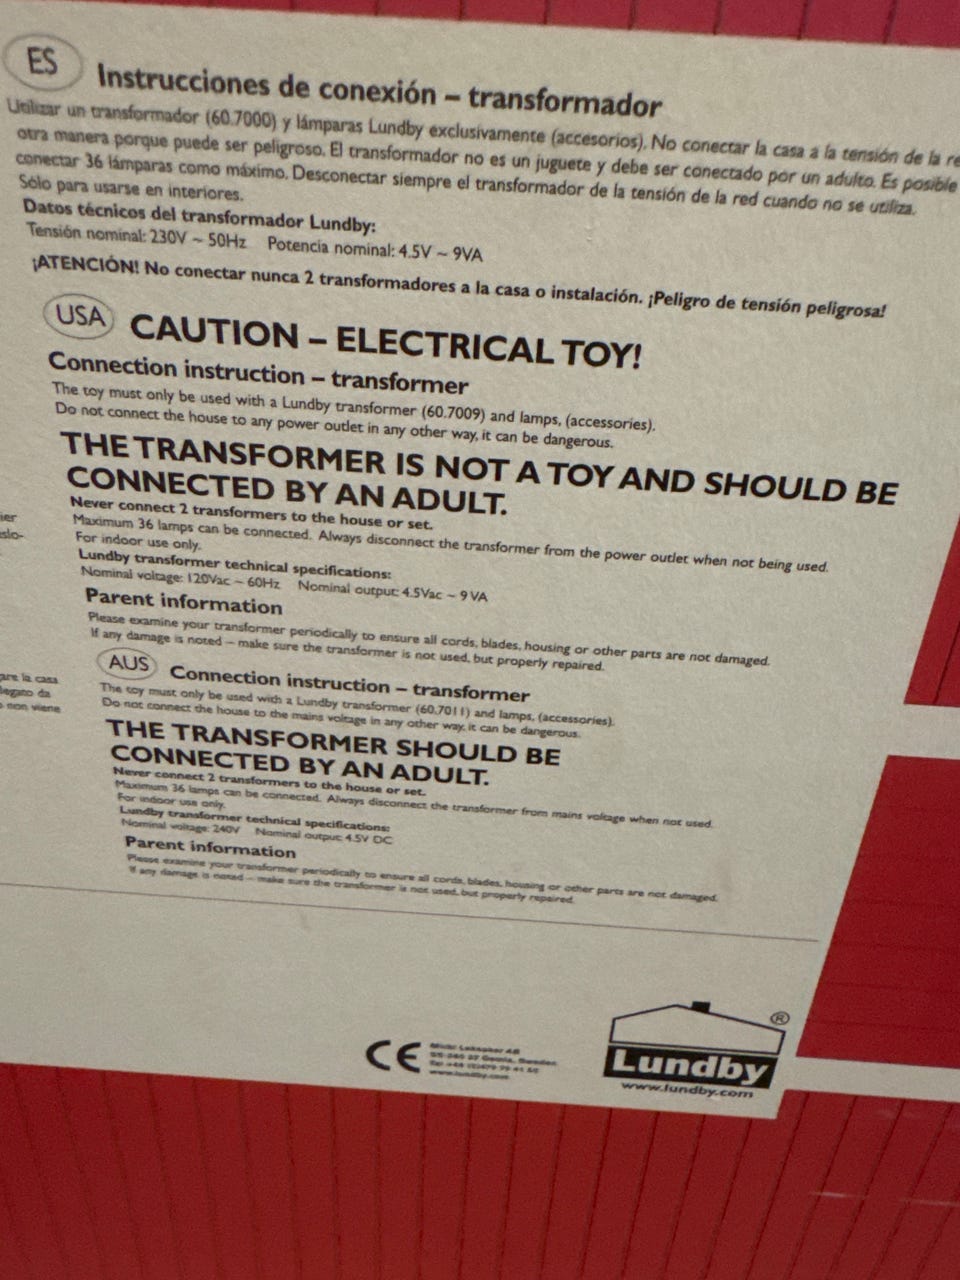 ES
Instrucciones de conexión – transformador
Utilizar un transformador (60.7000) y lámparas Lundby exclusivamente (accesorios). No conectar la casa a la tensión de la re
otra manera porque puede ser peligroso. El transformador no es un juguete y debe ser conectado por un adulto. Es posible
conectar 36 lámparas como máximo. Desconectar siempre el transformador de la tensión de la red cuando no se utiliza.
Sólo para usarse en interiores.
Datos técnicos del transformador Lundby:
Tensión nominal: 230V ~ 50Hz Potencia nominal: 4.5V ~ 9VA
¡ATENCIÓN! No conectar nunca 2 transformadores a la casa o instalación. ¡Peligro de tensión peligrosa!
USA
CAUTION – ELECTRICAL TOY!
Connection instruction – transformer
The toy must only be used with a Lundby transformer (60.7009) and lamps, (accessories).
Do not connect the house to any power outlet in any other way, it can be dangerous.
THE TRANSFORMER IS NOT A TOY AND SHOULD BE
CONNECTED BY AN ADULT.
Never connect 2 transformers to the house or set.
Maximum 36 lamps can be connected. Always disconnect the transformer from the power outlet when not being used.
For indoor use only.
Lundby transformer technical specifications:
Nominal voltage: 120Vac ~ 60Hz Nominal output: 4.5Vac ~ 9 VA
Parent information
Please examine your transformer periodically to ensure all cords, blades, housing or other parts are not damaged.
If any damage is noted – make sure the transformer is not used, but properly repaired.
AUS
Connection instruction – transformer
The toy must only be used with a Lundby transformer (60.7011) and lamps, (accessories).
Do not connect the house to the mains voltage in any other way, it can be dangerous.
THE TRANSFORMER SHOULD BE
CONNECTED BY AN ADULT.
Never connect 2 transformers to the house or set.
Maximum 36 lamps can be connected. Always disconnect the transformer from mains voltage when not used.
For indoor use only.
Lundby transformer technical specifications:
Nominal voltage: 240V Nominal output: 4.5V DC
Parent information
Please examine your transformer periodically to ensure all cords, blades, housing or other parts are not damaged.
If any damage is noted – make sure the transformer is not used, but properly repaired.
ier
eslo-
are la casa
legato da
o non viene
CE
www.lundby.com
Lundby ®
www.lundby.com